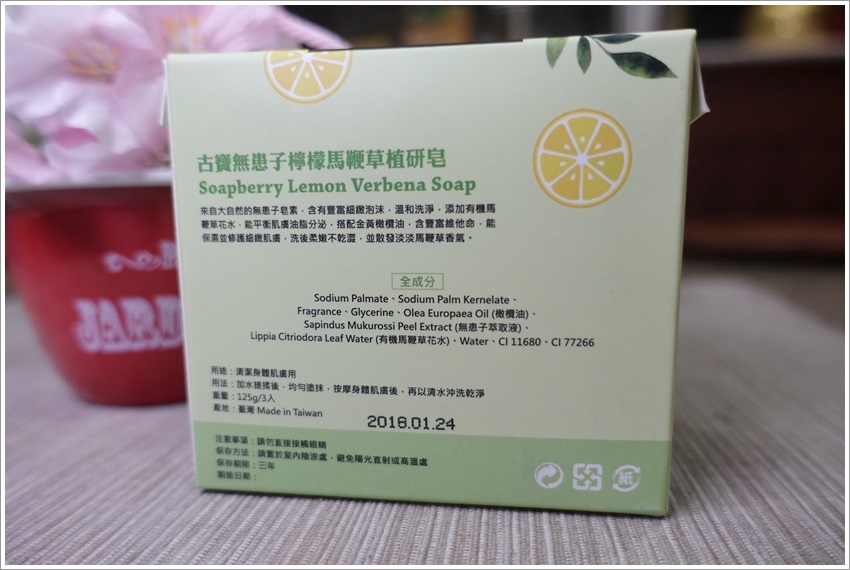 古寶無患子檸檬馬鞭草植研皂
Soapberry Lemon Verbena Soap
來自大自然的無患子皂素，含有豐富細緻泡沫，溫和洗淨，添加有機馬
鞭草花水，能平衡肌膚油脂分泌，搭配金黃橄欖油，含豐富維他命，能
保濕並修護細緻肌膚，洗後柔嫩不乾澀，並散發淡淡馬鞭草香氣。
全成分
Sodium Palmate、Sodium Palm Kernelate、
Fragrance、Glycerine、Olea Europaea Oil (橄欖油)、
Sapindus Mukurossi Peel Extract (無患子萃取液)、
Lippia Citriodora Leaf Water (有機馬鞭草花水)、Water、CI 11680、CI 77266
用途：清潔身體肌膚用
用法：加水搓揉後，均勻塗抹，按摩身體肌膚後，再以清水沖洗乾淨
重量：125g/3入
產地：臺灣 Made in Taiwan
2018.01.24
注意事項：請勿直接接觸眼睛
保存方法：請置於室內陰涼處，避免陽光直射或高溫處
保存期限：三年
製造日期：
紙
JARD